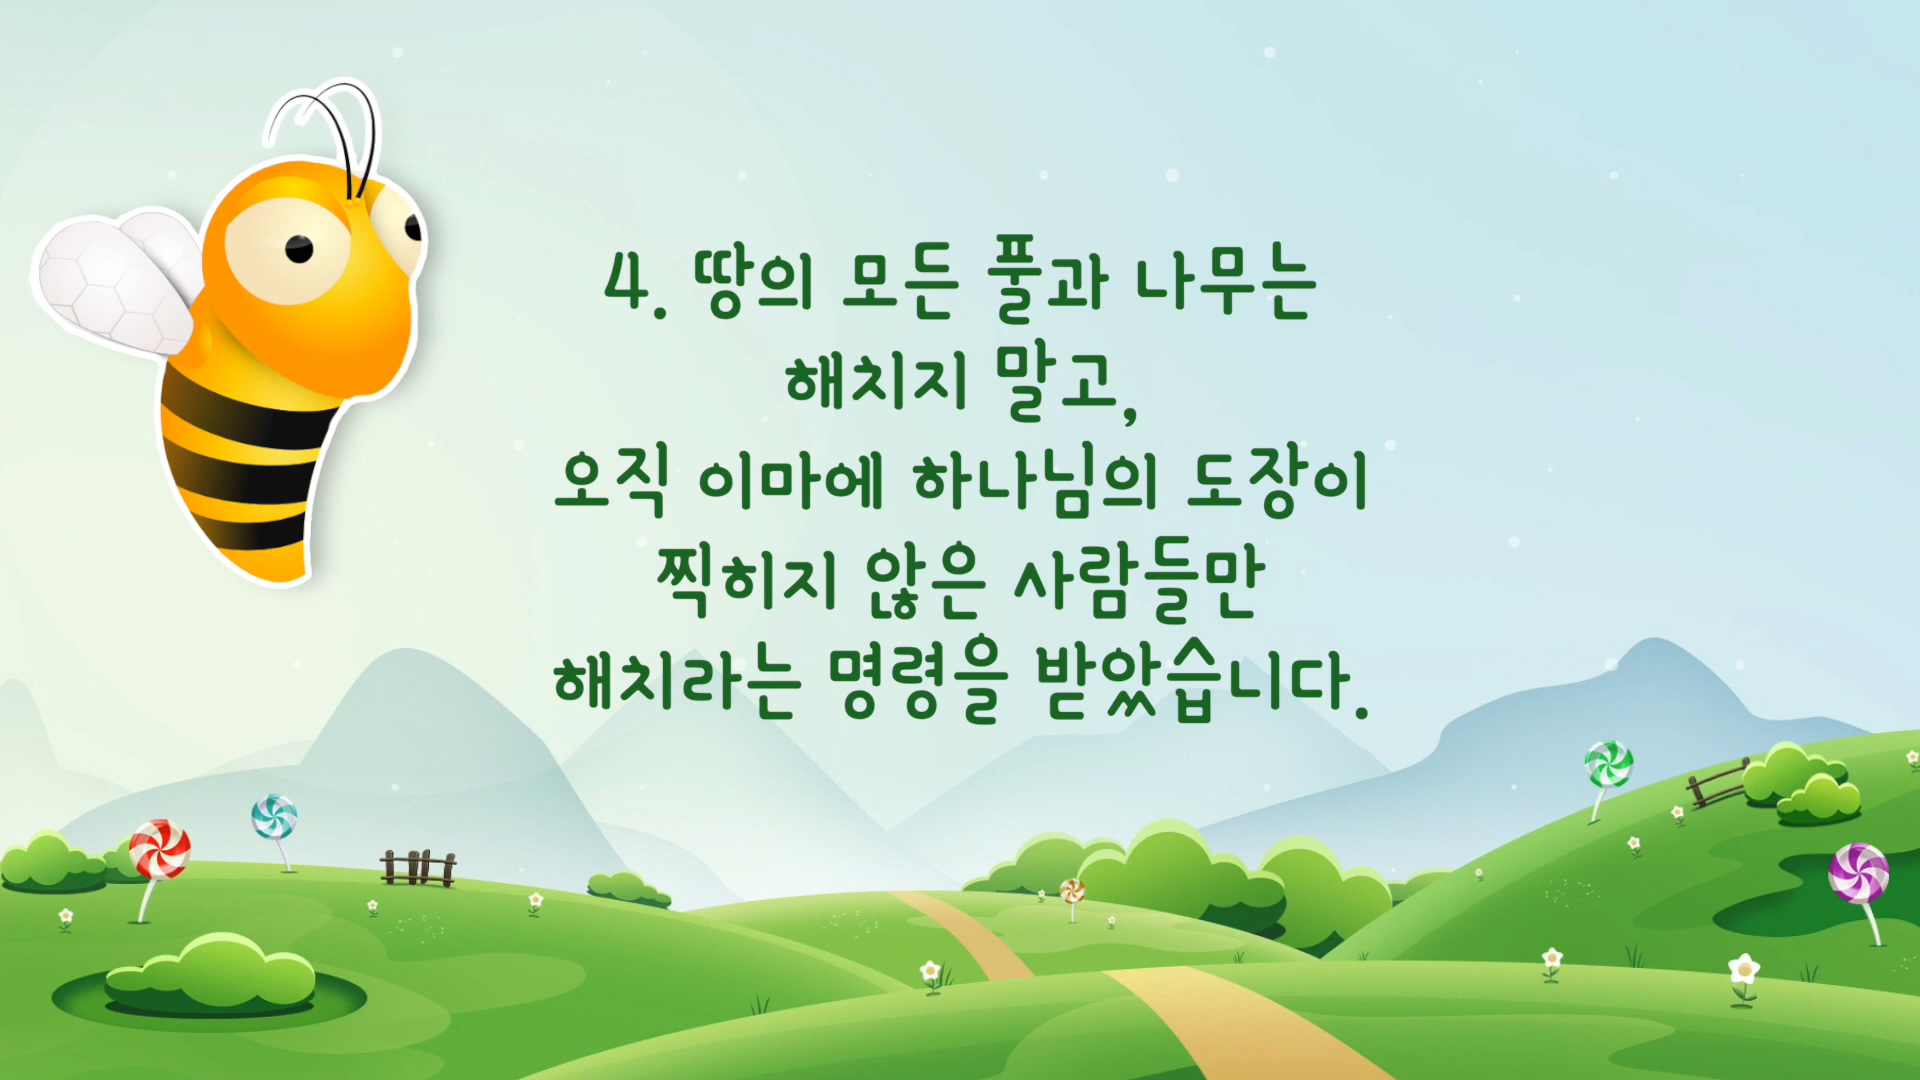 4. 땅의 모든 풀과 나무는
해치지 말고,
오직 이마에 하나님의 도장이
찍히지 않은 사람들만
해치라는 명령을 받았습니다.